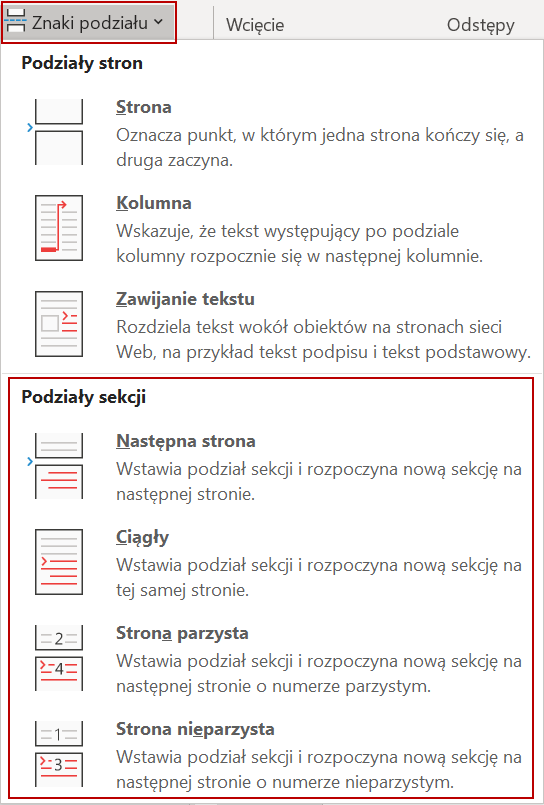 Znaki podziału
Wcięcie
Odstępy
Podziały stron
Strona
Oznacza punkt, w którym jedna strona kończy się, a
druga zaczyna.
Kolumna
Wskazuje, że tekst występujący po podziale
kolumny rozpocznie się w następnej kolumnie.
Zawijanie tekstu
Rozdziela tekst wokół obiektów na stronach sieci
Web, na przykład tekst podpisu i tekst podstawowy.
Podziały sekcji
Następna strona
Wstawia podział sekcji i rozpoczyna nową sekcję na
następnej stronie.
Ciągły
Wstawia podział sekcji i rozpoczyna nową sekcję na
tej samej stronie.
2
4
Strona parzysta
Wstawia podział sekcji i rozpoczyna nową sekcję na
następnej stronie o numerze parzystym.
1
3
Strona nieparzysta
Wstawia podział sekcji i rozpoczyna nową sekcję na
następnej stronie o numerze nieparzystym.